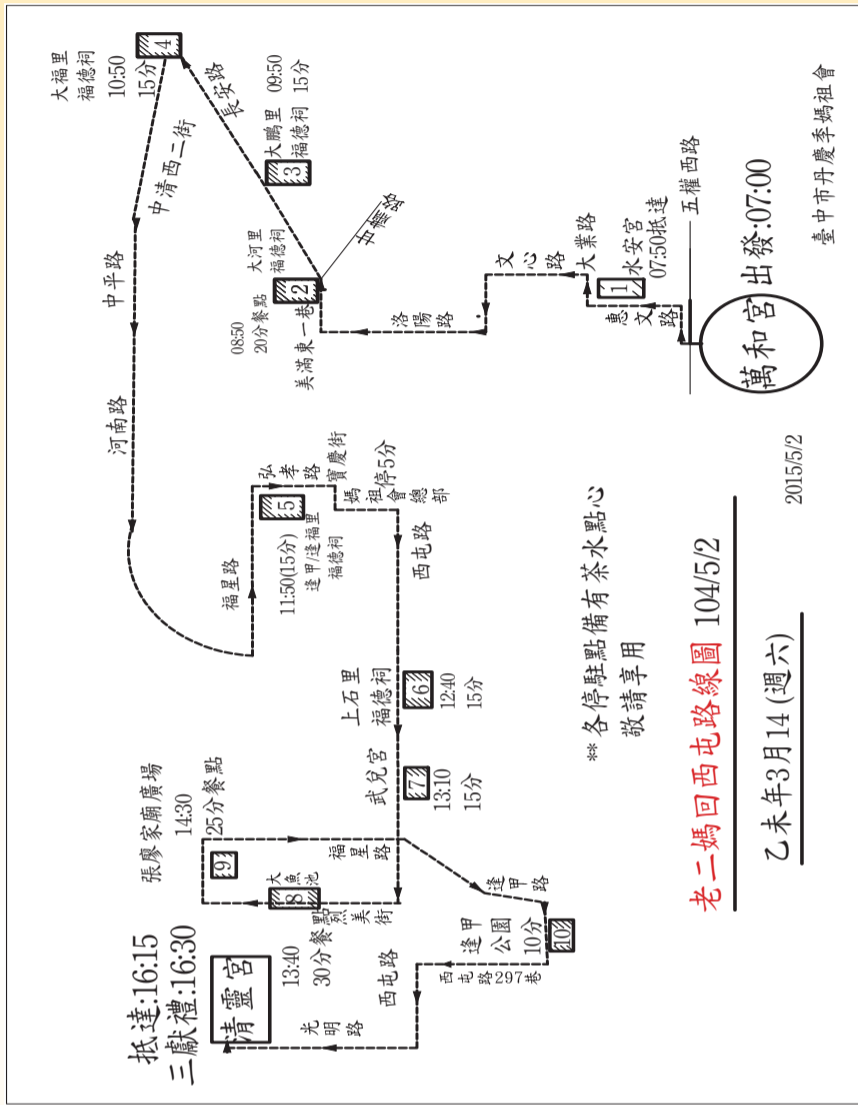 老二媽回西屯路線圖 104/5/2
乙未年3月14 (週六)
2015/5/2
臺中市丹慶季媽祖會
**各停駐點備有茶水點心
敬請享用
萬和宮
出發:07:00
五權西路
惠文路
1
水安宮
07:50抵達
大業路
文心路
洛陽路
美滿東一巷
2
大河里
福德祠
08:50
20分餐點
3
大鵬里
福德祠
09:50
15分
長安路
4
大福里
福德祠
10:50
15分
中清西二街
中平路
河南路
福星路
5
11:50(15分)
逢甲/逢福里
福德祠
弘孝路
寶慶街
媽祖會總部
停5分
西屯路
6
上石里
福德祠
12:40
15分
7
武兌宮
13:10
15分
8
大魚池
13:40
30分餐點
烈美街
9
張廖家廟廣場
14:30
25分餐點
福星路
逢甲路
10
逢甲
公園
10分
西屯路297巷
西屯路
光明路
清靈宮
抵達:16:15
三獻禮:16:30